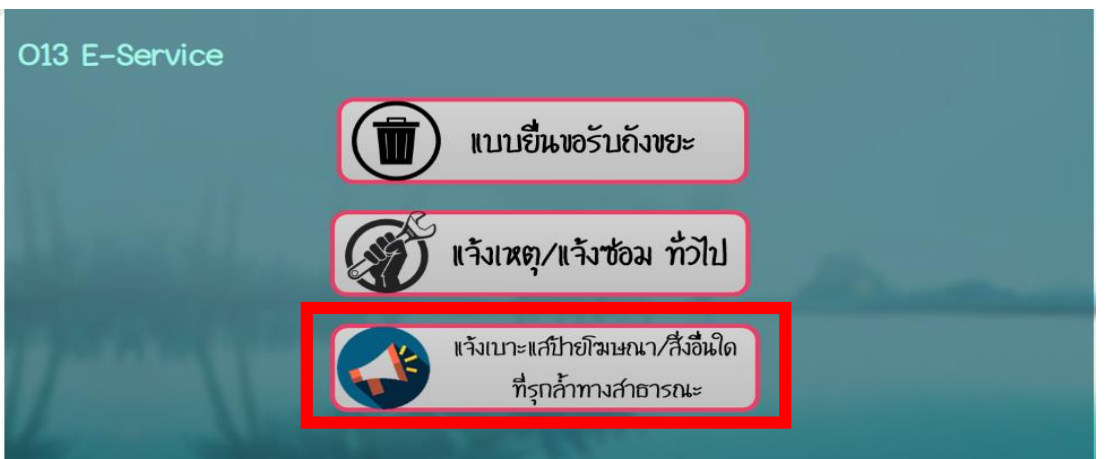 O13 E-Service
แบบยื่นขอรับถังขยะ
แจ้งเหตุ/แจ้งซ่อม ทั่วไป
แจ้งเบาะแสป้ายโฆษณา/สิ่งอื่นใด
ที่รุกล้ำทางสาธารณะ